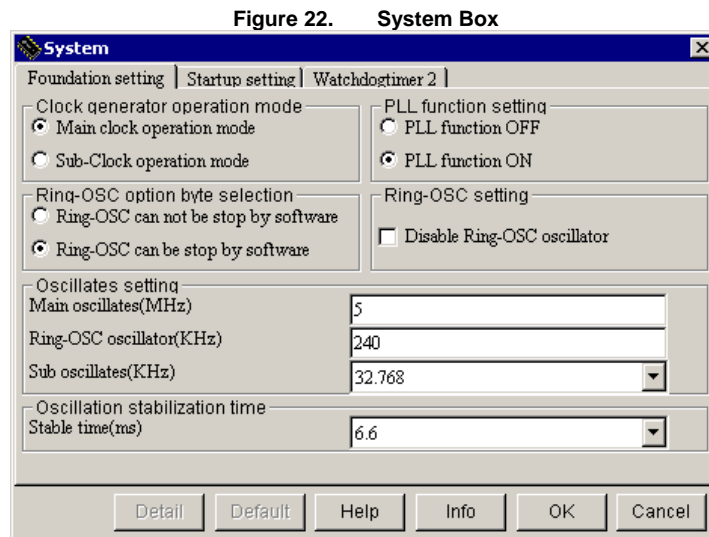 Figure 22. System Box
System
Foundation setting Startup setting Watchdogtimer 2
Clock generator operation mode
Main clock operation mode
Sub-Clock operation mode
PLL function setting
PLL function OFF
PLL function ON
Ring-OSC option byte selection
Ring-OSC can not be stop by software
Ring-OSC can be stop by software
Ring-OSC setting
Disable Ring-OSC oscillator
Oscillates setting
Main oscillates(MHz) 5
Ring-OSC oscillator(KHz) 240
Sub oscillates(KHz) 32.768
Oscillation stabilization time
Stable time(ms) 6.6
Detail Default Help Info OK Cancel